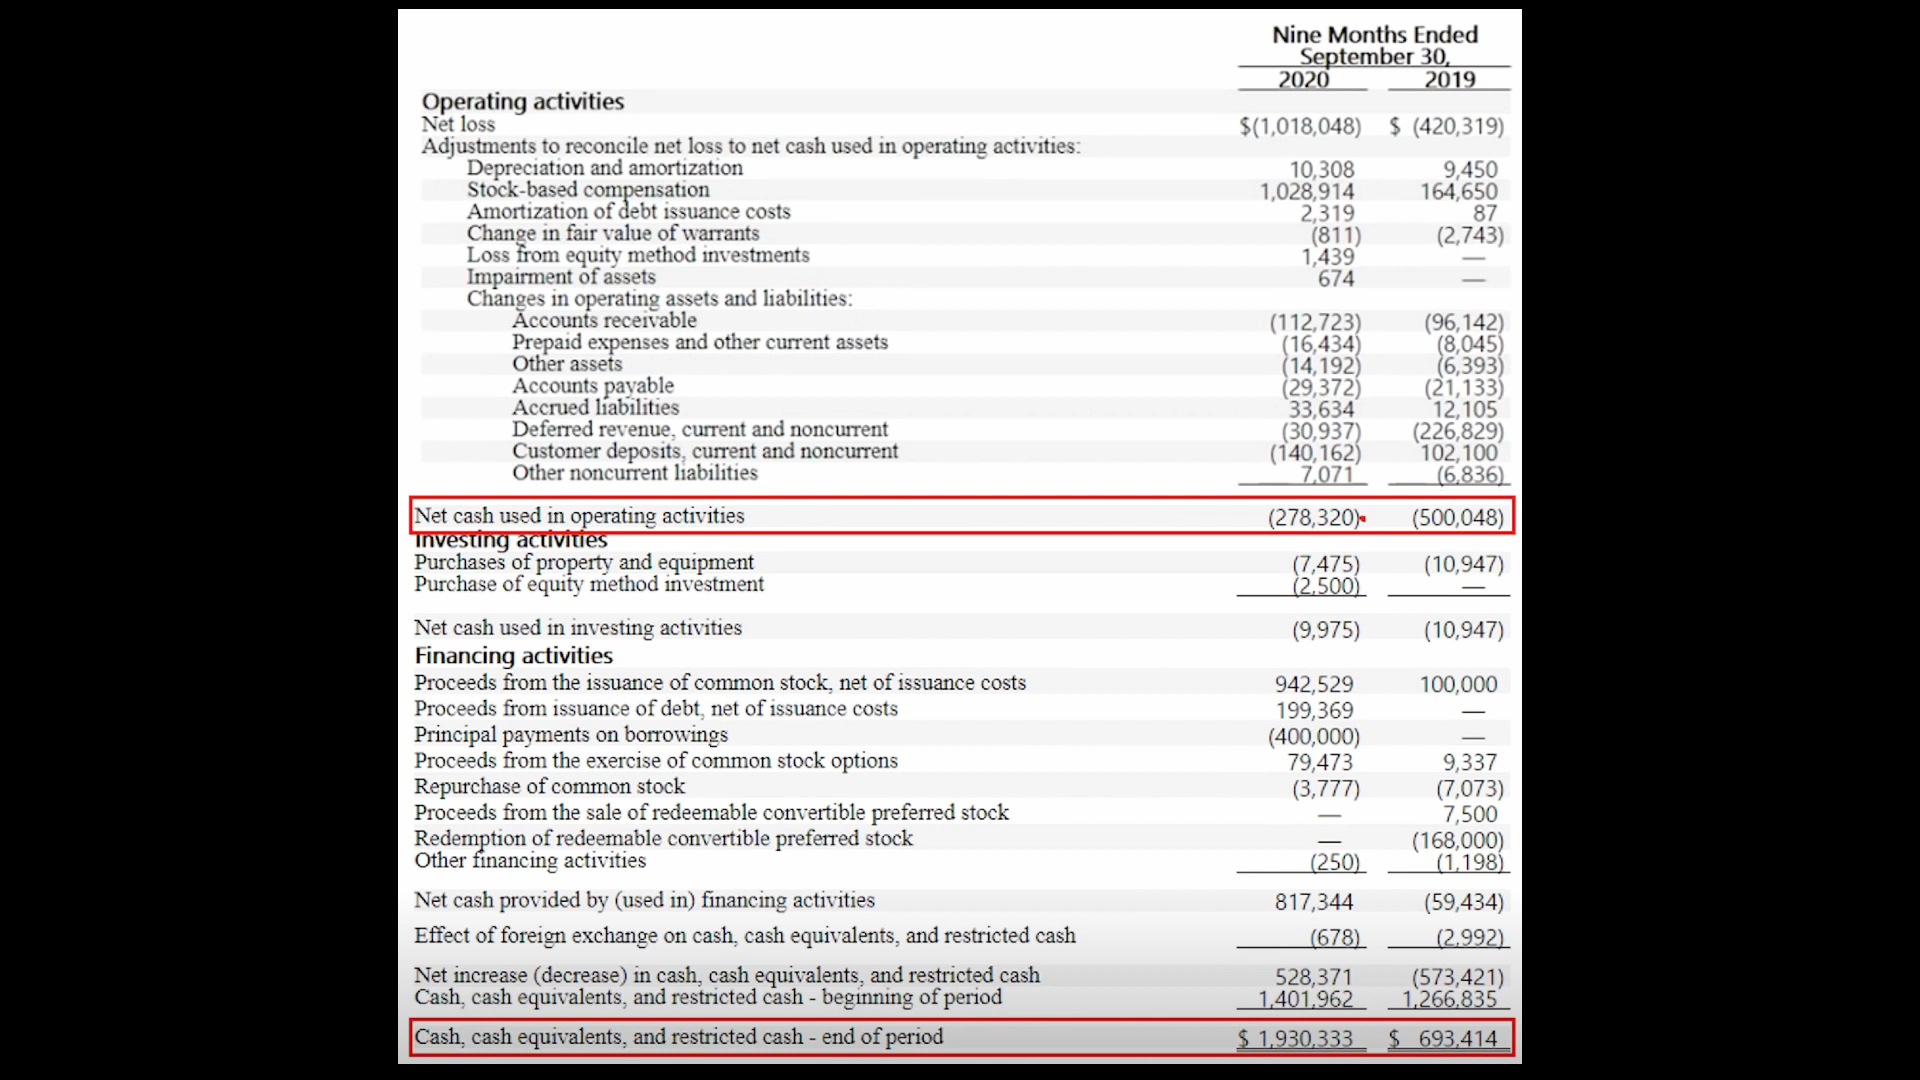 Nine Months Ended
September 30,
2020 2019
Operating activities
Net loss $(1,018,048) $ (420,319)
Adjustments to reconcile net loss to net cash used in operating activities:
Depreciation and amortization 10,308 9,450
Stock-based compensation 1,028,914 164,650
Amortization of debt issuance costs 2,319 87
Change in fair value of warrants (811) (2,743)
Loss from equity method investments 1,439 —
Impairment of assets 674 —
Changes in operating assets and liabilities:
Accounts receivable (112,723) (96,142)
Prepaid expenses and other current assets (16,434) (8,045)
Other assets (14,192) (6,393)
Accounts payable (29,372) (21,133)
Accrued liabilities 33,634 12,105
Deferred revenue, current and noncurrent (30,937) (226,829)
Customer deposits, current and noncurrent (140,162) 102,100
Other noncurrent liabilities 7,071 (6,836)
Net cash used in operating activities (278,320) (500,048)
Investing activities
Purchases of property and equipment (7,475) (10,947)
Purchase of equity method investment (2,500) —
Net cash used in investing activities (9,975) (10,947)
Financing activities
Proceeds from the issuance of common stock, net of issuance costs 942,529 100,000
Proceeds from issuance of debt, net of issuance costs 199,369 —
Principal payments on borrowings (400,000) —
Proceeds from the exercise of common stock options 79,473 9,337
Repurchase of common stock (3,777) (7,073)
Proceeds from the sale of redeemable convertible preferred stock — 7,500
Redemption of redeemable convertible preferred stock — (168,000)
Other financing activities (250) (1,198)
Net cash provided by (used in) financing activities 817,344 (59,434)
Effect of foreign exchange on cash, cash equivalents, and restricted cash (678) (2,992)
Net increase (decrease) in cash, cash equivalents, and restricted cash 528,371 (573,421)
Cash, cash equivalents, and restricted cash - beginning of period 1,401,962 1,266,835
Cash, cash equivalents, and restricted cash - end of period $ 1,930,333 $ 693,414